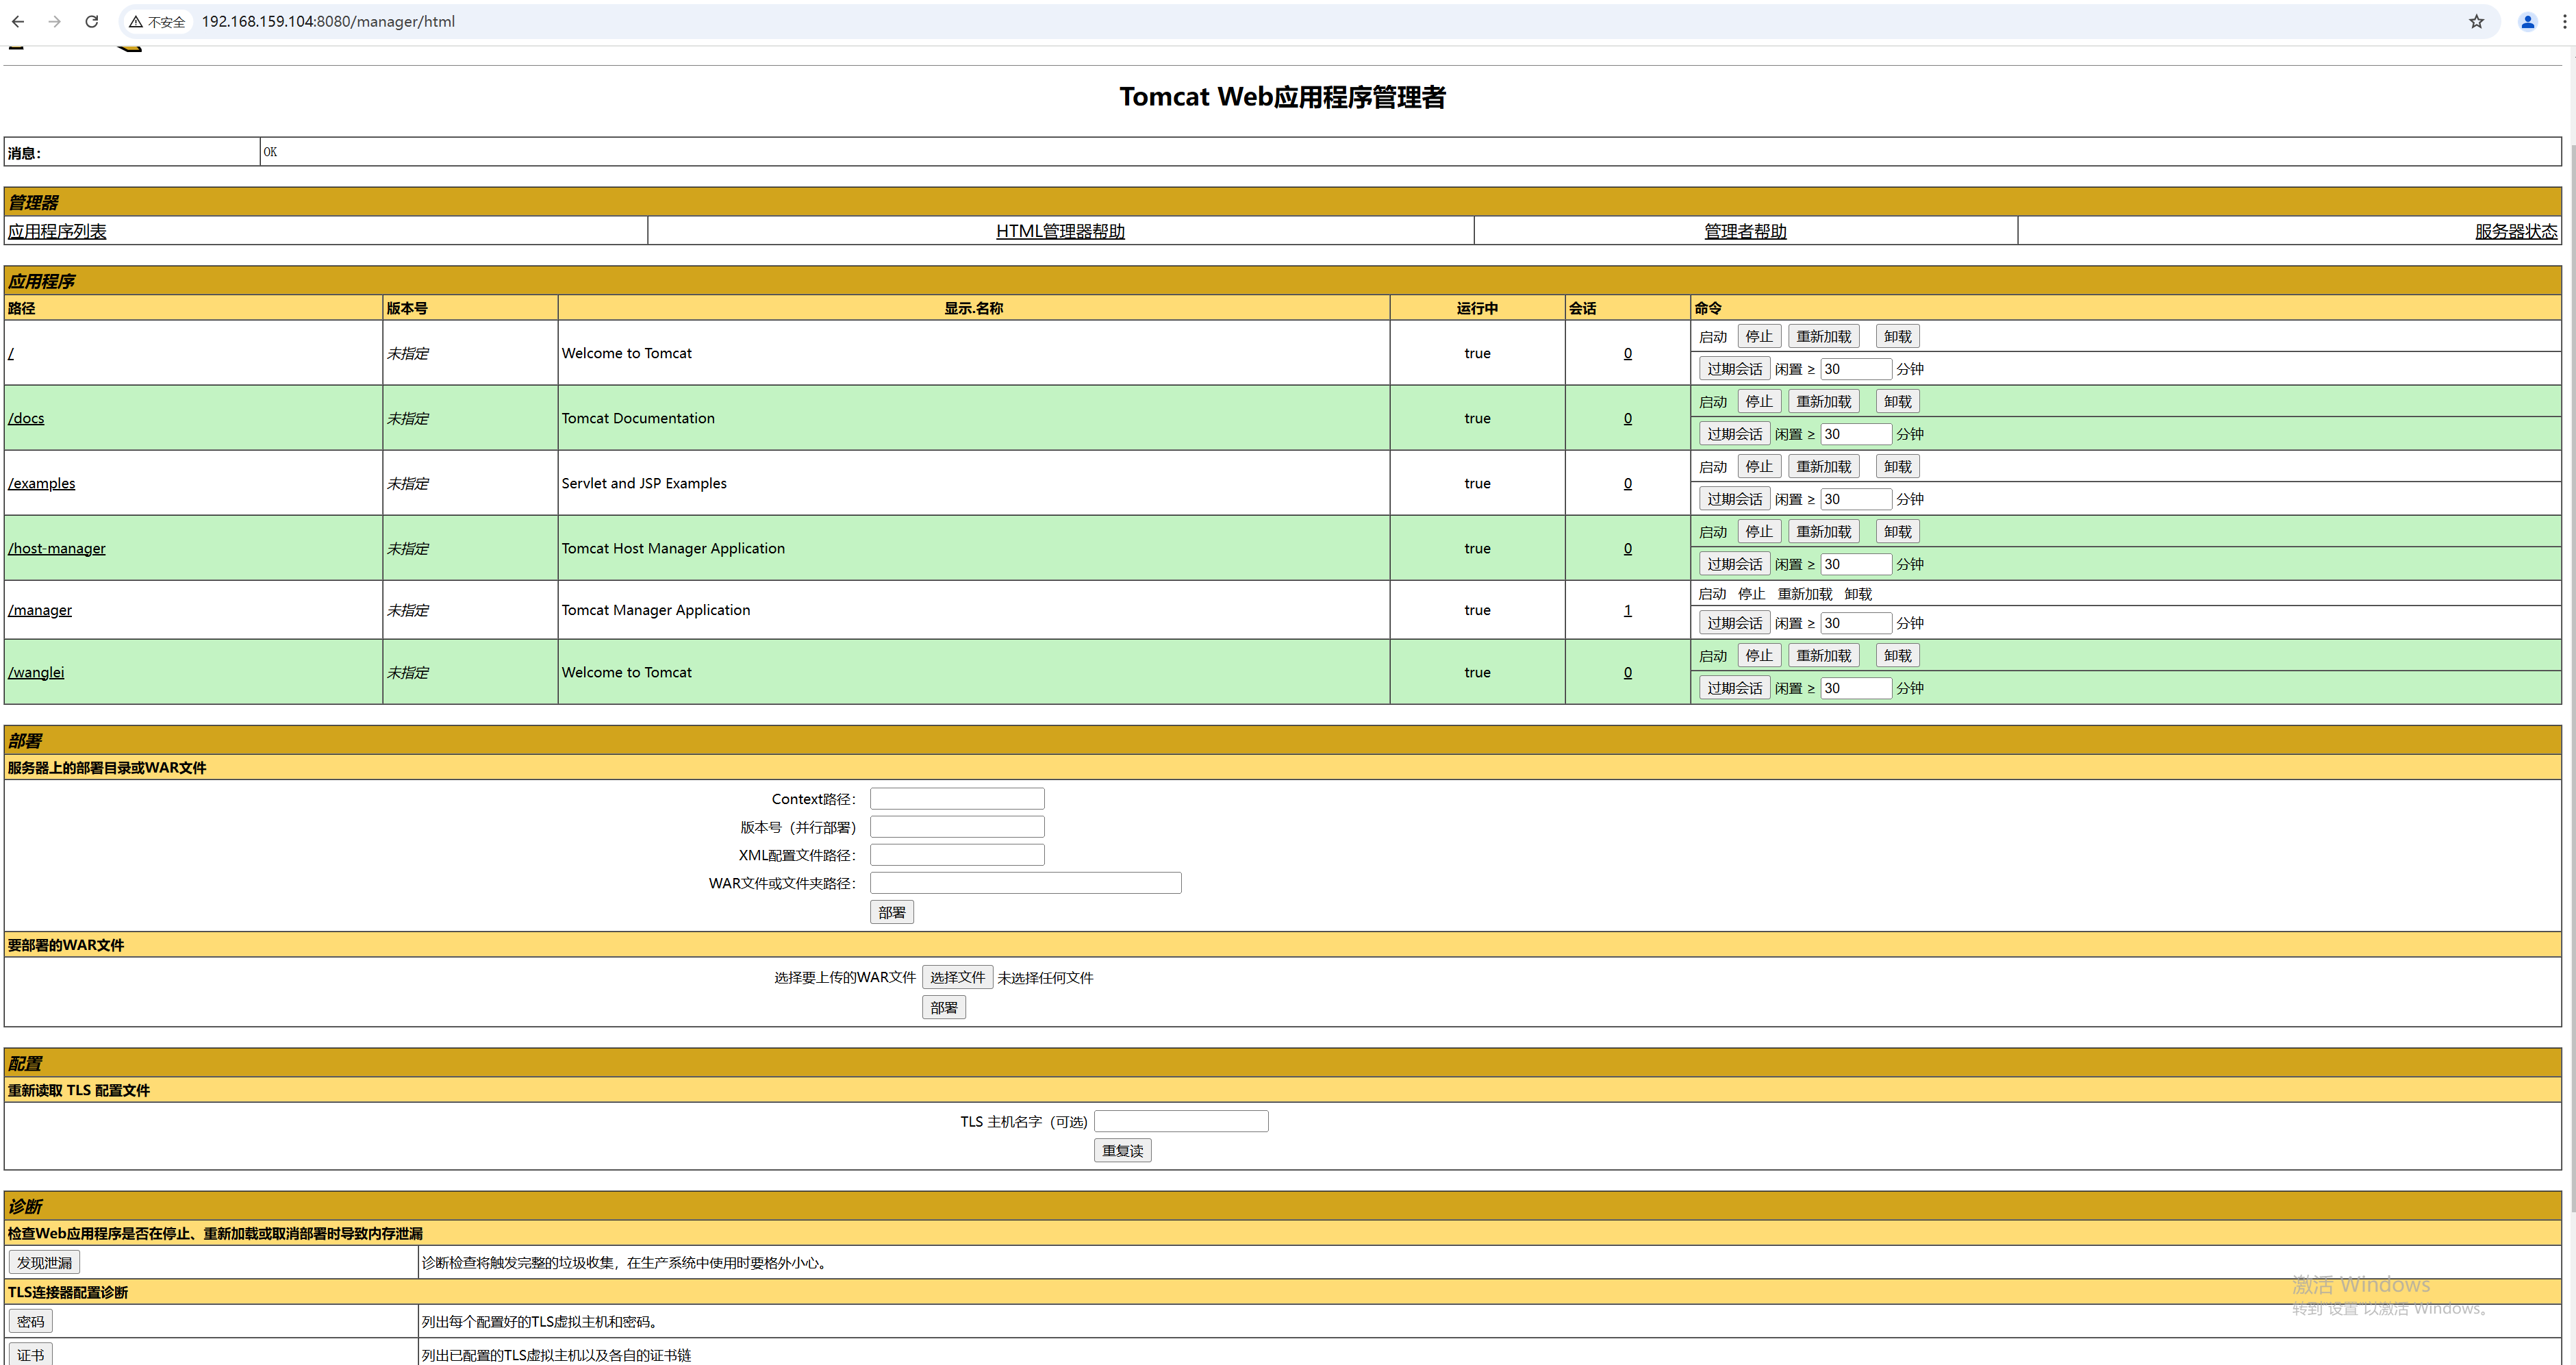 不安全 192.168.159.104:8080/manager/html
Tomcat Web应用程序管理者
消息： OK
管理器
应用程序列表 HTML管理器帮助 管理者帮助 服务器状态
应用程序
路径 版本号 显示.名称 运行中 会话 命令
/ 未指定 Welcome to Tomcat true 0 启动 停止 重新加载 卸载
过期会话 闲置 ≥ 30 分钟
/docs 未指定 Tomcat Documentation true 0 启动 停止 重新加载 卸载
过期会话 闲置 ≥ 30 分钟
/examples 未指定 Servlet and JSP Examples true 0 启动 停止 重新加载 卸载
过期会话 闲置 ≥ 30 分钟
/host-manager 未指定 Tomcat Host Manager Application true 0 启动 停止 重新加载 卸载
过期会话 闲置 ≥ 30 分钟
/manager 未指定 Tomcat Manager Application true 1 启动 停止 重新加载 卸载
过期会话 闲置 ≥ 30 分钟
/wanglei 未指定 Welcome to Tomcat true 0 启动 停止 重新加载 卸载
过期会话 闲置 ≥ 30 分钟
部署
服务器上的部署目录或WAR文件
Context路径：
版本号（并行部署）
XML配置文件路径：
WAR文件或文件夹路径：
部署
要部署的WAR文件
选择要上传的WAR文件 选择文件 未选择任何文件
部署
配置
重新读取 TLS 配置文件
TLS 主机名字（可选）
重复读
诊断
检查Web应用程序是否在停止、重新加载或取消部署时导致内存泄漏
发现泄漏 诊断检查将触发完整的垃圾收集，在生产系统中使用时要格外小心。
TLS连接器配置诊断
密码 列出每个配置好的TLS虚拟主机和密码。
证书 列出已配置的TLS虚拟主机以及各自的证书链
激活 Windows
转到"设置"以激活 Windows。